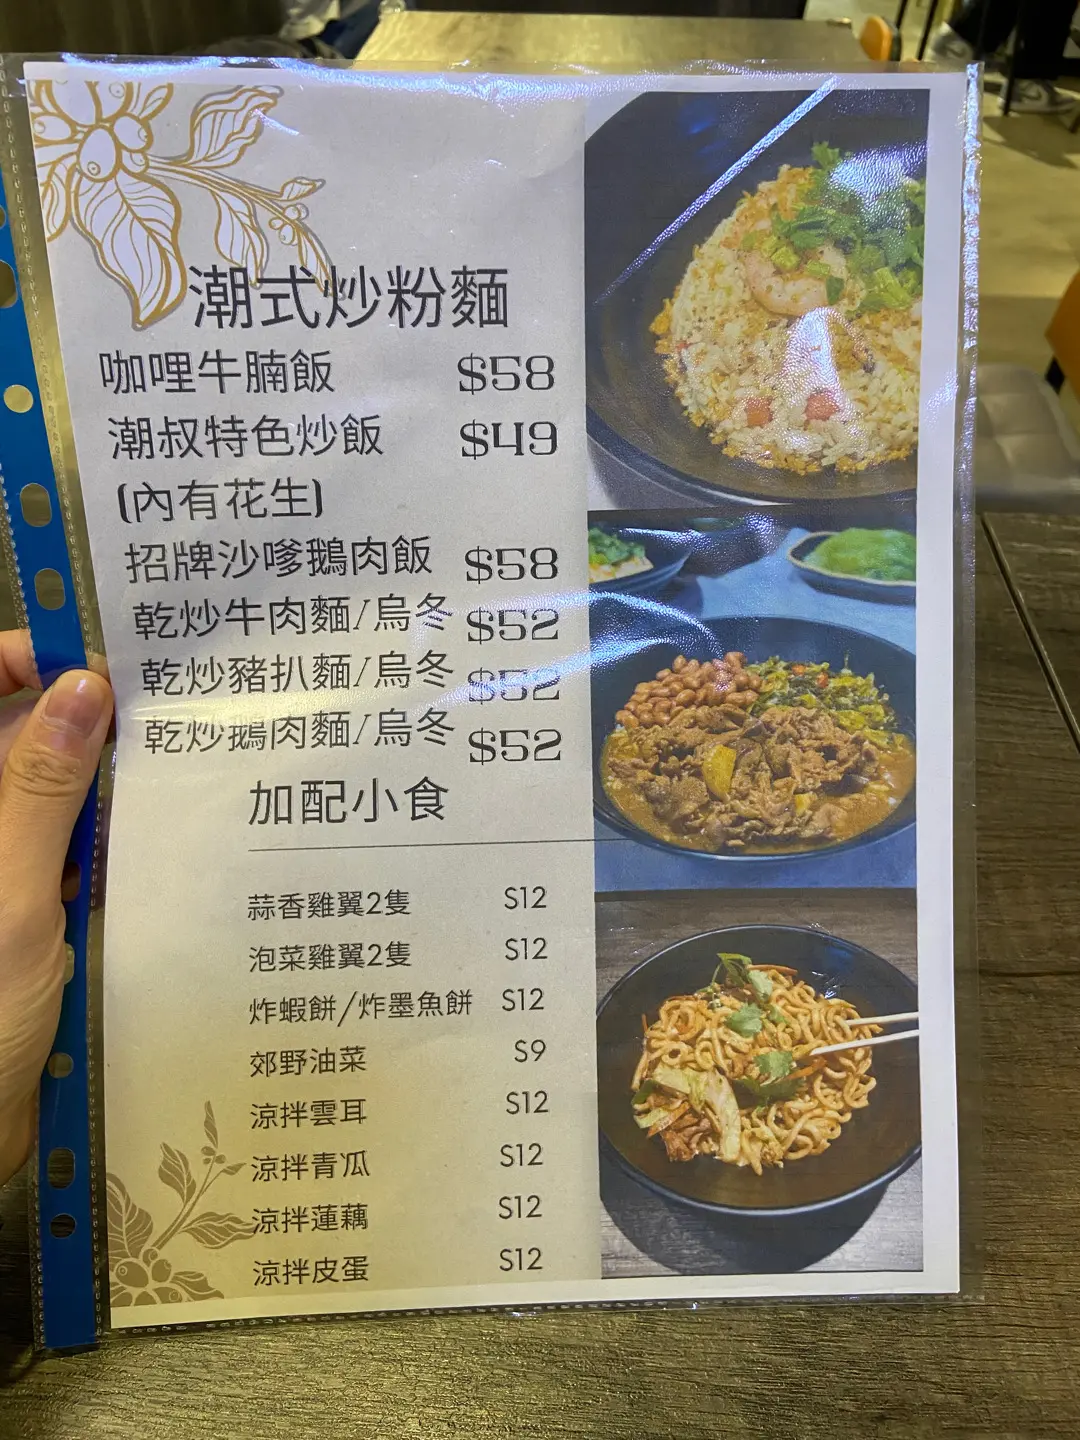 潮式炒粉麵
咖哩牛腩飯 $58
潮叔特色炒飯 $49
(內有花生)
招牌沙嗲鵝肉飯 $58
乾炒牛肉麵/烏冬 $52
乾炒豬扒麵/烏冬 $52
乾炒鵝肉麵/烏冬 $52
加配小食
蒜香雞翼2隻 S12
泡菜雞翼2隻 S12
炸蝦餅/炸墨魚餅 S12
郊野油菜 S9
涼拌雲耳 S12
涼拌青瓜 S12
涼拌蓮藕 S12
涼拌皮蛋 S12